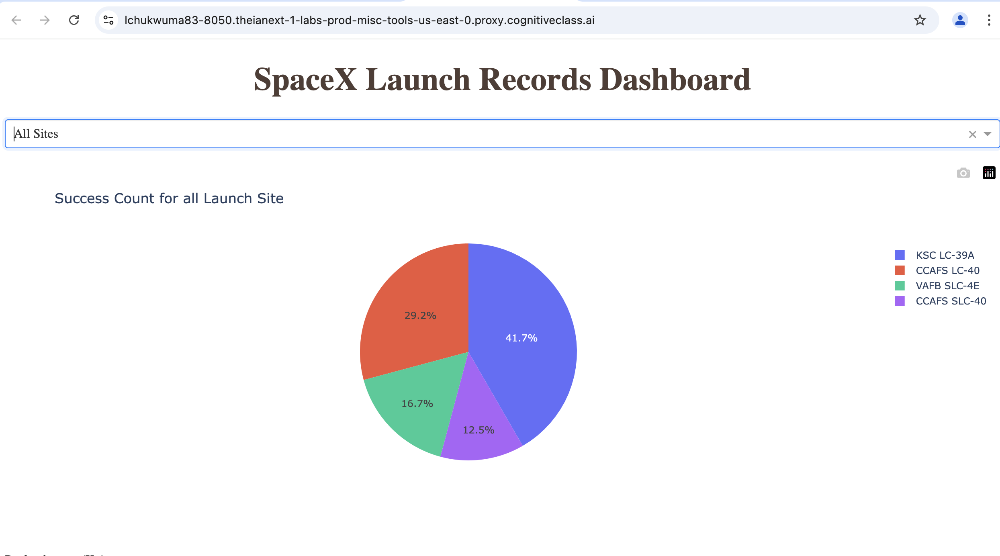 lchukwuma83-8050.theianext-1-labs-prod-misc-tools-us-east-0.proxy.cognitiveclass.ai
SpaceX Launch Records Dashboard
All Sites
Success Count for all Launch Site
KSC LC-39A
CCAFS LC-40
VAFB SLC-4E
CCAFS SLC-40
29.2%
41.7%
16.7%
12.5%